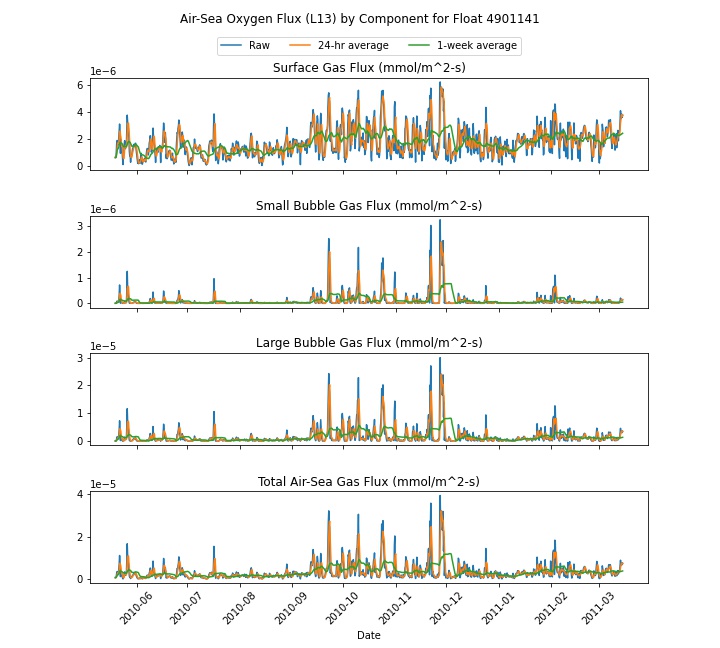 Air-Sea Oxygen Flux (L13) by Component for Float 4901141
Raw 24-hr average 1-week average
Surface Gas Flux (mmol/m^2-s)
1e−6
6
4
2
0
Small Bubble Gas Flux (mmol/m^2-s)
1e−6
3
2
1
0
Large Bubble Gas Flux (mmol/m^2-s)
1e−5
3
2
1
0
Total Air-Sea Gas Flux (mmol/m^2-s)
1e−5
4
2
0
2010-06 2010-07 2010-08 2010-09 2010-10 2010-11 2010-12 2011-01 2011-02 2011-03
Date